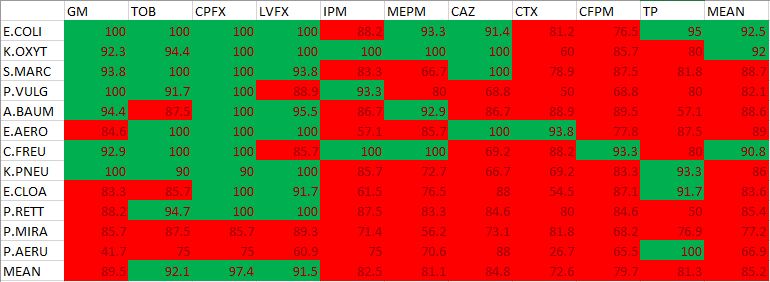 GM TOB CPFX LVFX IPM MEPM CAZ CTX CFPM TP MEAN
E.COLI 100 100 100 100 88.2 93.3 91.4 81.2 76.5 95 92.5
K.OXYT 92.3 94.4 100 100 100 100 100 60 85.7 80 92
S.MARC 93.8 100 100 93.8 83.3 66.7 100 78.9 87.5 81.8 88.7
P.VULG 100 91.7 100 88.9 93.3 80 68.8 50 68.8 80 82.1
A.BAUM 94.4 87.5 100 95.5 86.7 92.9 86.7 88.9 89.5 57.1 88.6
E.AERO 84.6 100 100 100 57.1 85.7 100 93.8 77.8 87.5 89
C.FREU 92.9 100 100 85.7 100 100 69.2 88.2 93.3 80 90.8
K.PNEU 100 90 90 100 85.7 72.7 66.7 69.2 83.3 93.3 86
E.CLOA 83.3 85.7 100 91.7 61.5 76.5 88 54.5 87.1 91.7 83.6
P.RETT 88.2 94.7 100 100 87.5 83.3 84.6 80 84.6 50 85.4
P.MIRA 85.7 87.5 85.7 89.3 71.4 56.2 73.1 81.8 68.2 76.9 77.2
P.AERU 41.7 75 75 60.9 75 70.6 88 26.7 65.5 100 66.9
MEAN 89.5 92.1 97.4 91.5 82.5 81.1 84.8 72.6 79.7 81.3 85.2